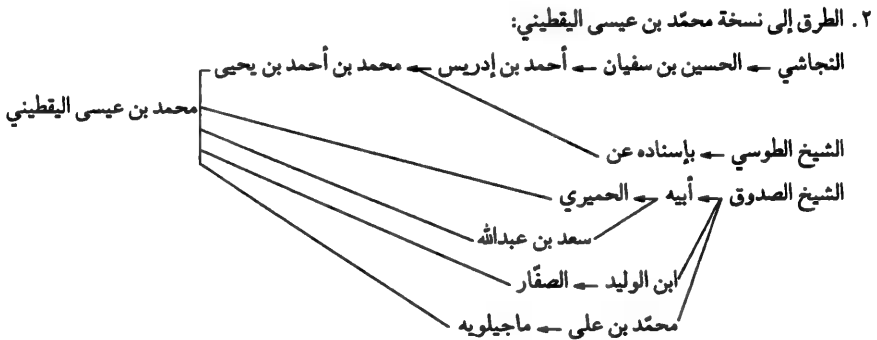 ٢. الطرق إلى نسخة محمّد بن عيسى اليقطيني:
النجاشي ← الحسين بن سفيان ← أحمد بن إدريس ← محمد بن أحمد بن يحيى
محمد بن عيسى اليقطيني
الشيخ الطوسي ← بإسناده عن
الشيخ الصدوق ← أبيه ← الحميري
سعد بن عبدالله
ابن الوليد ← الصفّار
محمّد بن على ← ماجيلويه